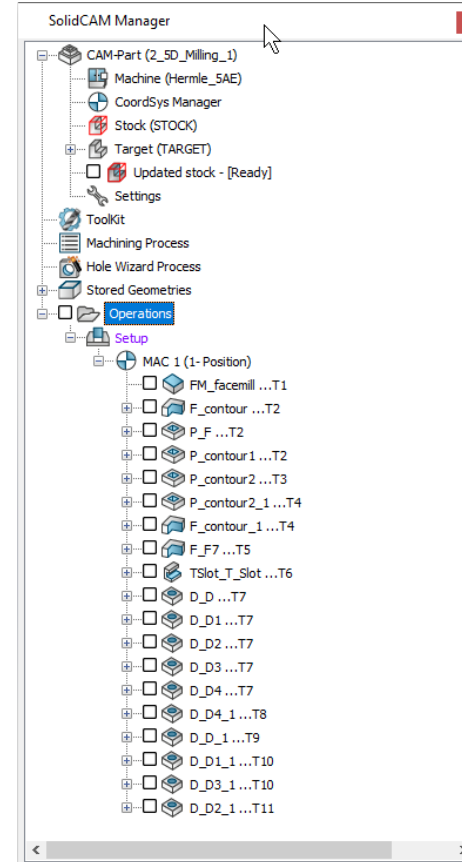 SolidCAM Manager
CAM-Part (2_5D_Milling_1)
Machine (Hermle_5AE)
CoordSys Manager
Stock (STOCK)
Target (TARGET)
Updated stock - [Ready]
Settings
ToolKit
Machining Process
Hole Wizard Process
Stored Geometries
Operations
Setup
MAC 1 (1- Position)
FM_facemill ...T1
F_contour ...T2
P_F ...T2
P_contour1 ...T2
P_contour2 ...T3
P_contour2_1 ...T4
F_contour_1 ...T4
F_F7 ...T5
TSlot_T_Slot ...T6
D_D ...T7
D_D1 ...T7
D_D2 ...T7
D_D3 ...T7
D_D4 ...T7
D_D4_1 ...T8
D_D_1 ...T9
D_D1_1 ...T10
D_D3_1 ...T10
D_D2_1 ...T11